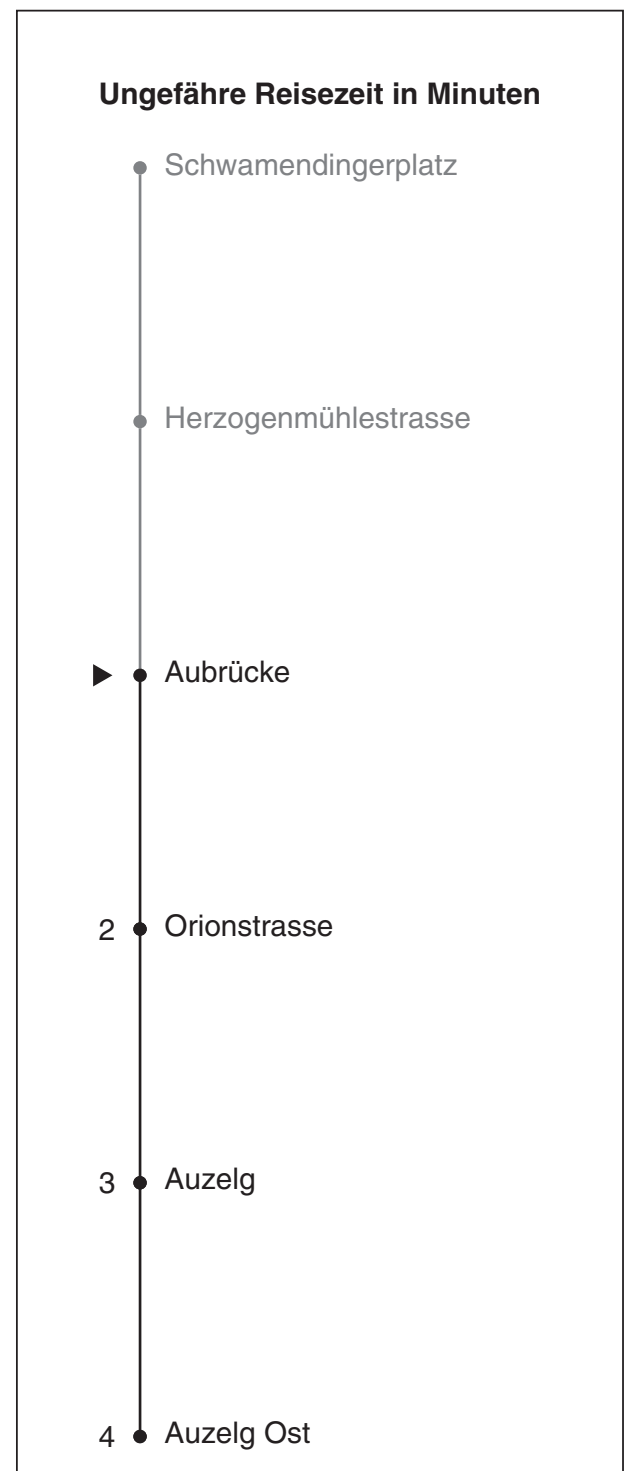 Ungefähre Reisezeit in Minuten
Schwamendingerplatz
Herzogenmühlestrasse
Aubrücke
2 Orionstrasse
3 Auzelg
4 Auzelg Ost